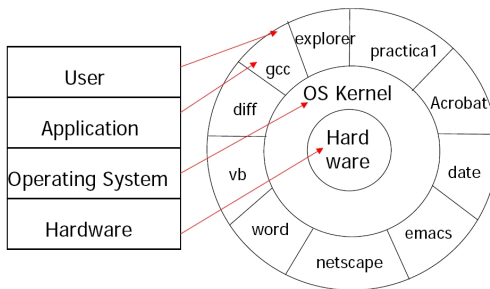 User
Application
Operating System
Hardware
explorer
practica1
gcc
diff
OS Kernel
Acrobat
Hard
ware
vb
date
word
emacs
netscape